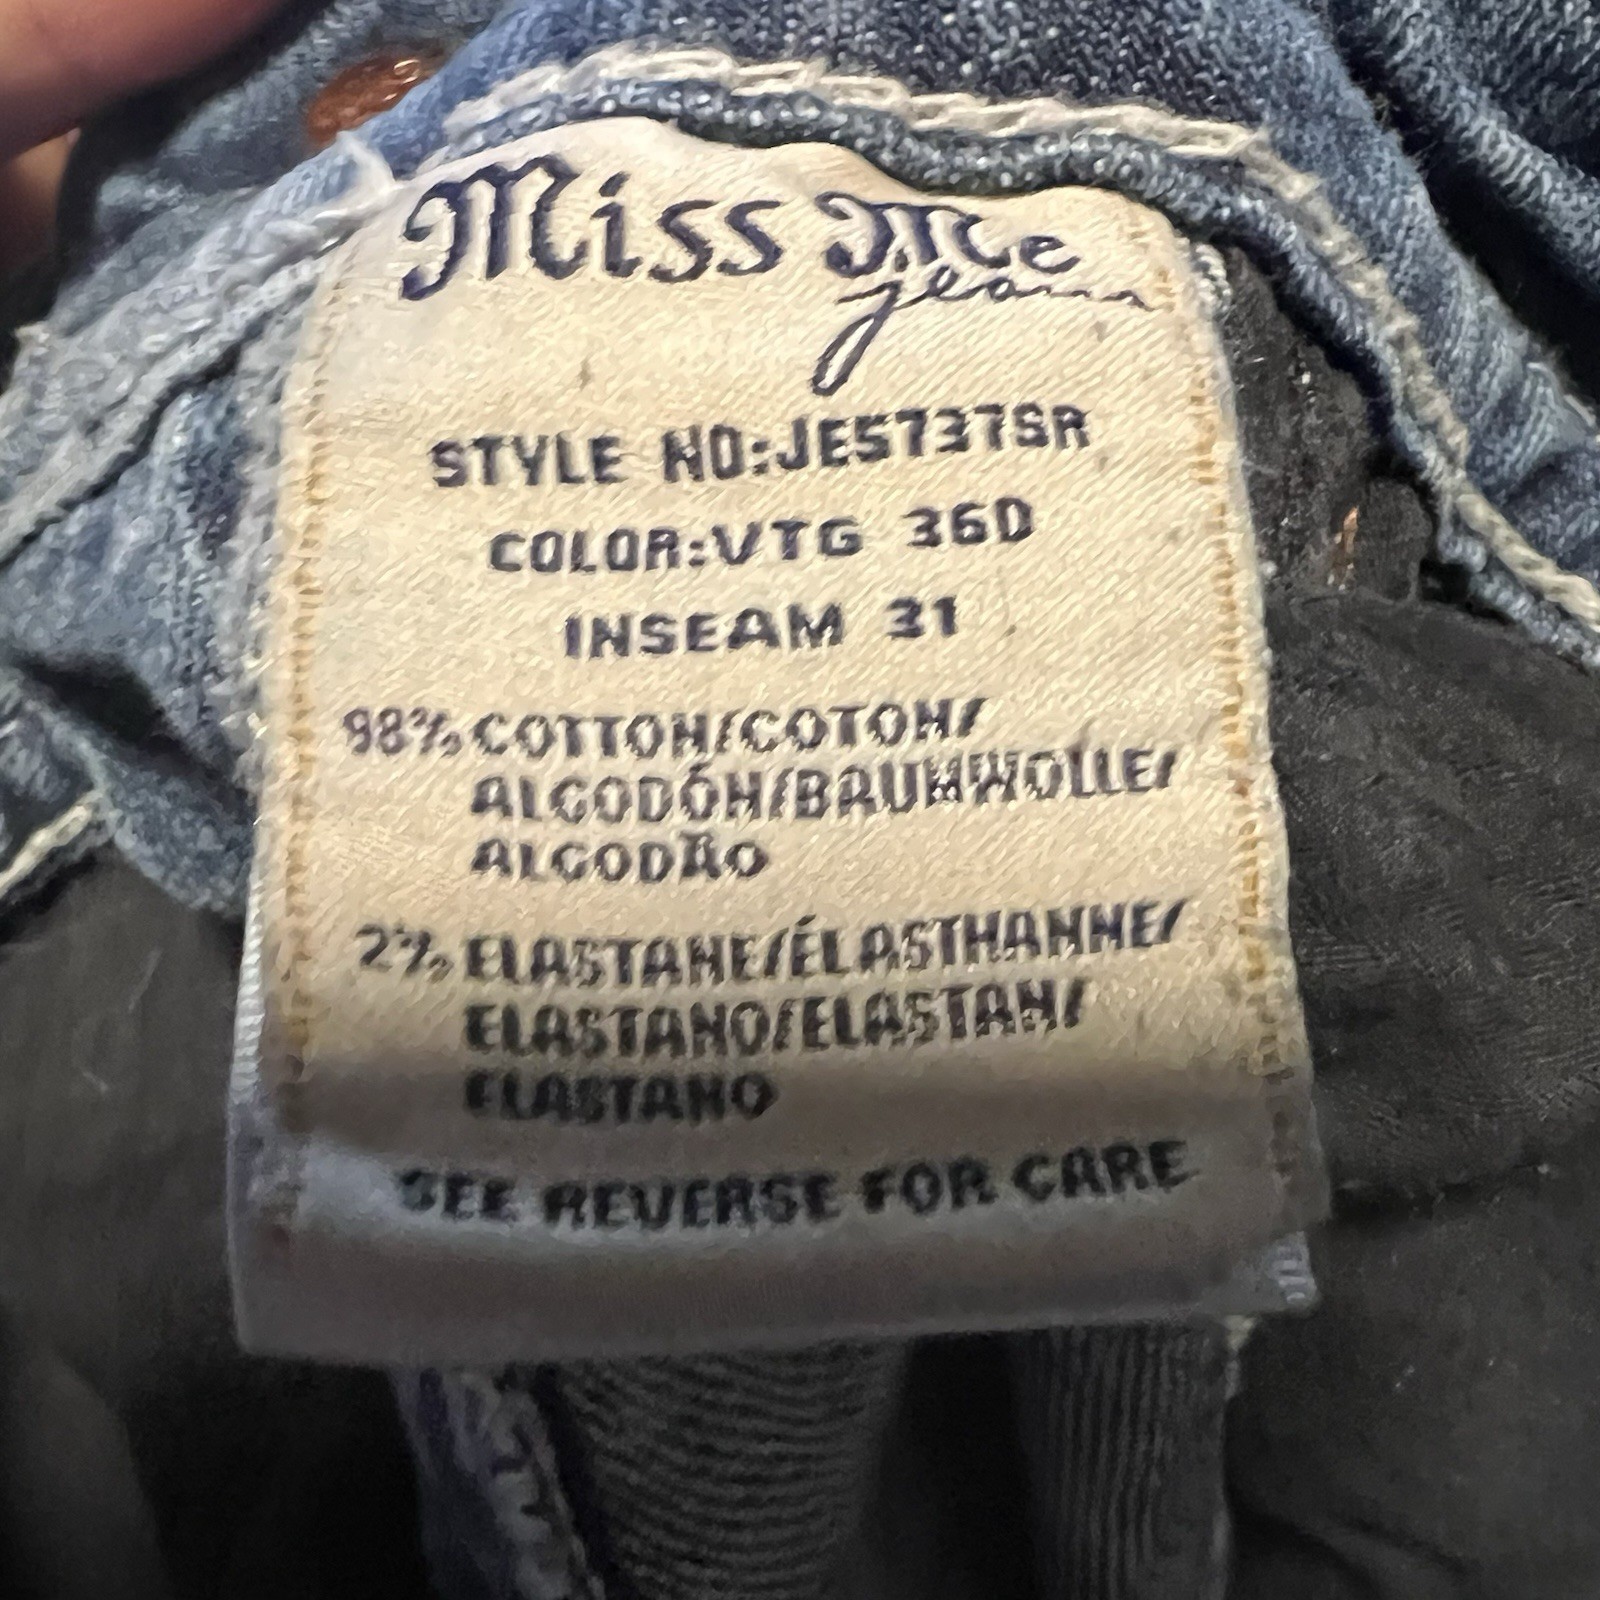 Miss Me
jeans
STYLE NO:JE5737SR
COLOR:VTG 36D
INSEAM 31
98% COTTON/COTON/
ALGODÓN/BAUMWOLLE/
ALGODÃO
2% ELASTANE/ÉLASTHANNE/
ELASTANO/ELASTAN/
ELASTANO
SEE REVERSE FOR CARE